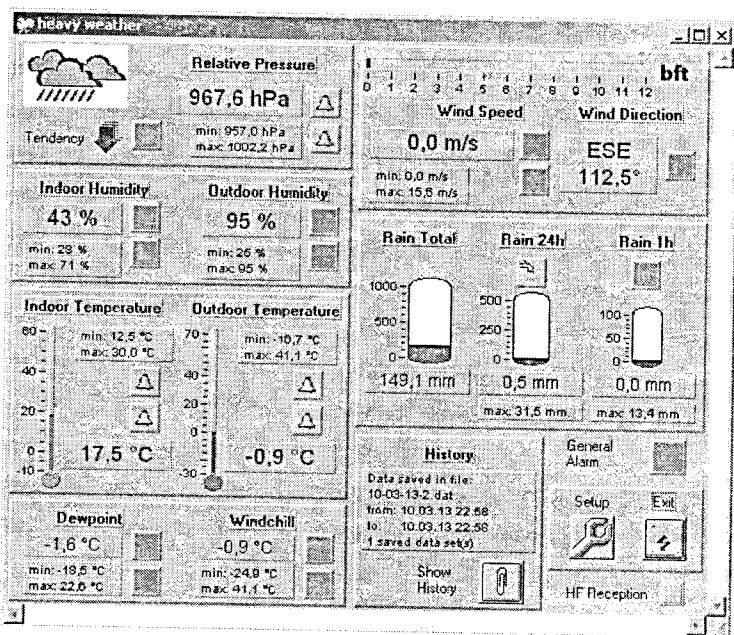 heavy weather
Relative Pressure
967,6 hPa
Tendency
min: 957,0 hPa
max: 1002,2 hPa
0 1 2 3 4 5 6 7 8 9 10 11 12
bft
Wind Speed
Wind Direction
0,0 m/s
ESE
112,5°
min: 0,0 m/s
max: 15,6 m/s
Indoor Humidity
Outdoor Humidity
43 %
95 %
min: 28 %
max: 71 %
min: 26 %
max: 95 %
Rain Total
Rain 24h
Rain 1h
1000
500
0
500
250
0
100
50
0
149,1 mm
0,5 mm
0,0 mm
max: 31,5 mm
max: 13,4 mm
Indoor Temperature
Outdoor Temperature
60
40
20
0
-10
min: 12,5 °C
max: 30,0 °C
17,5 °C
70
40
20
0
-30
max: 41,1 °C
-0,9 °C
History
Data saved in file:
10-03-13-2.dat
from: 10.03.13 22:58
to: 10.03.13 22:58
1 saved data set(s)
Show
History
General
Alarm
Setup
Exit
HF Reception
Dewpoint
Windchill
-1,6 °C
-0,9 °C
min: -18,5 °C
max: 22,6 °C
min: -24,9 °C
max: 41,1 °C